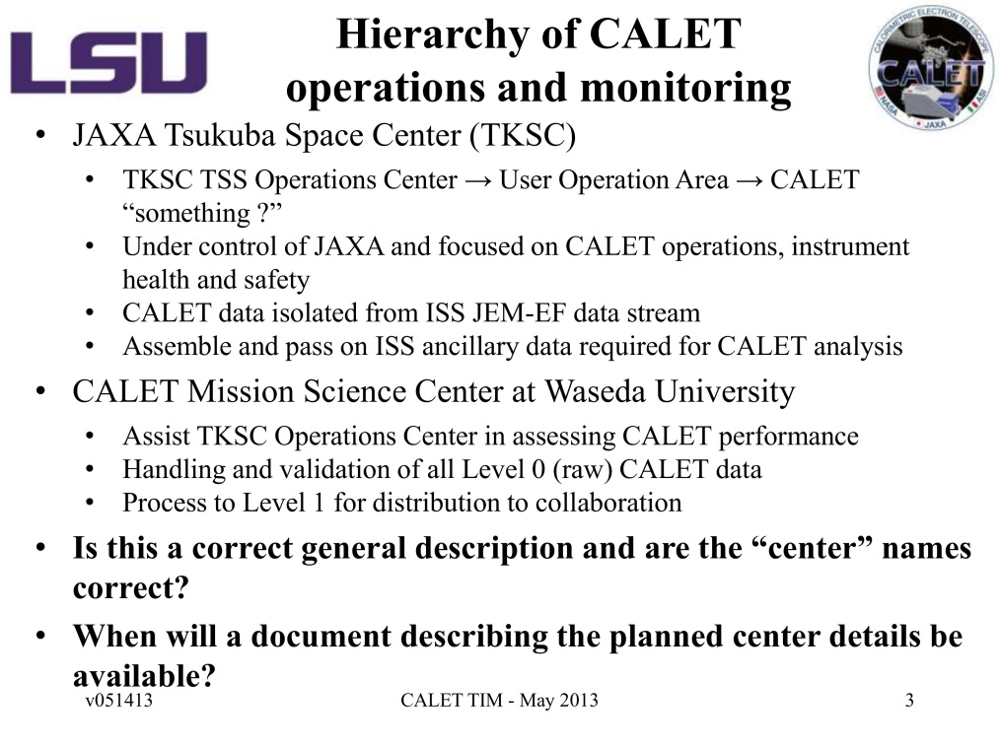 LSU
Hierarchy of CALET
operations and monitoring
CALORIMETRIC ELECTRON TELESCOPE
CALET
NASA • JAXA • ASI
• JAXA Tsukuba Space Center (TKSC)
• TKSC TSS Operations Center → User Operation Area → CALET
“something ?”
• Under control of JAXA and focused on CALET operations, instrument
health and safety
• CALET data isolated from ISS JEM-EF data stream
• Assemble and pass on ISS ancillary data required for CALET analysis
• CALET Mission Science Center at Waseda University
• Assist TKSC Operations Center in assessing CALET performance
• Handling and validation of all Level 0 (raw) CALET data
• Process to Level 1 for distribution to collaboration
• Is this a correct general description and are the “center” names
correct?
• When will a document describing the planned center details be
available?
v051413 CALET TIM - May 2013 3